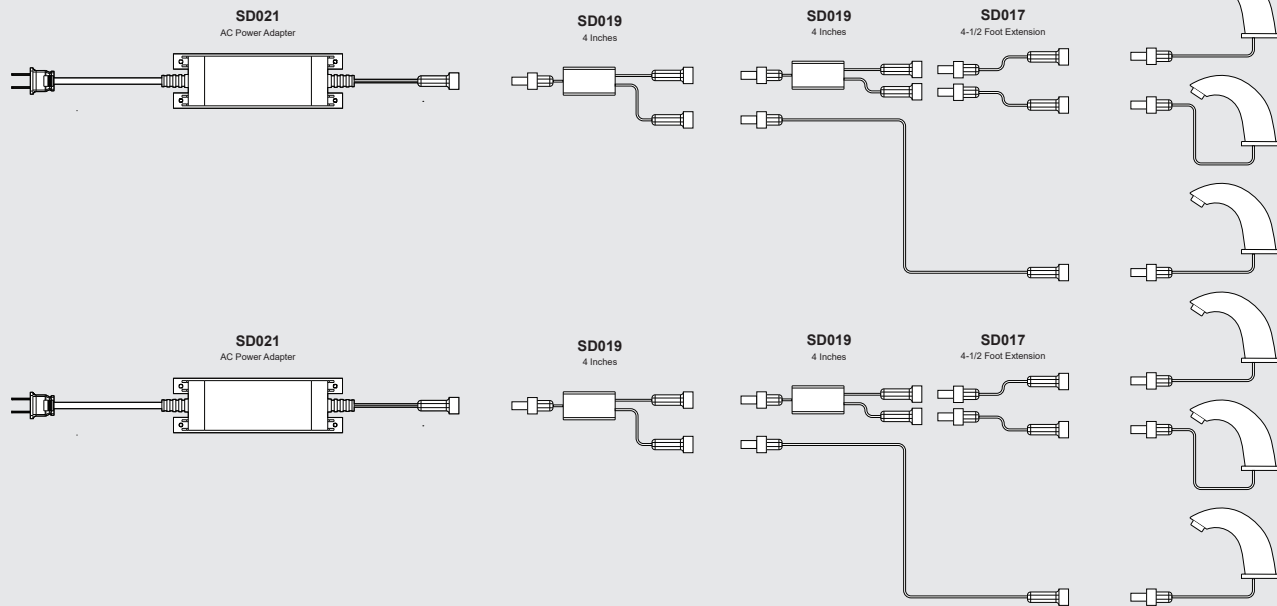 SD021
AC Power Adapter
SD019
4 Inches
SD019
4 Inches
SD017
4-1/2 Foot Extension
SD021
AC Power Adapter
SD019
4 Inches
SD019
4 Inches
SD017
4-1/2 Foot Extension